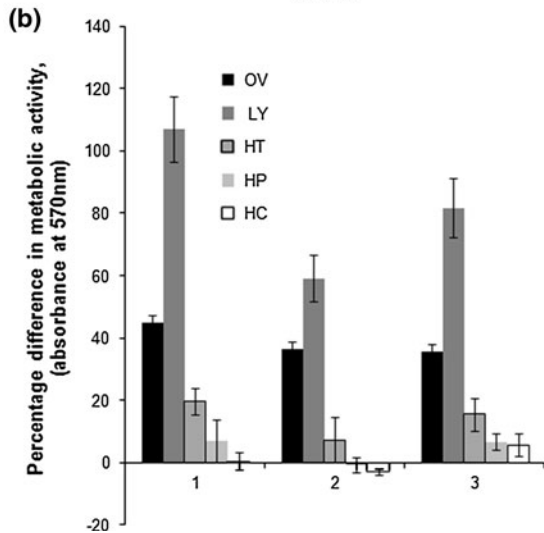 (b)
Percentage difference in metabolic activity,
(absorbance at 570nm)
140
120
100
80
60
40
20
0
-20
OV
LY
HT
HP
HC
1
2
3